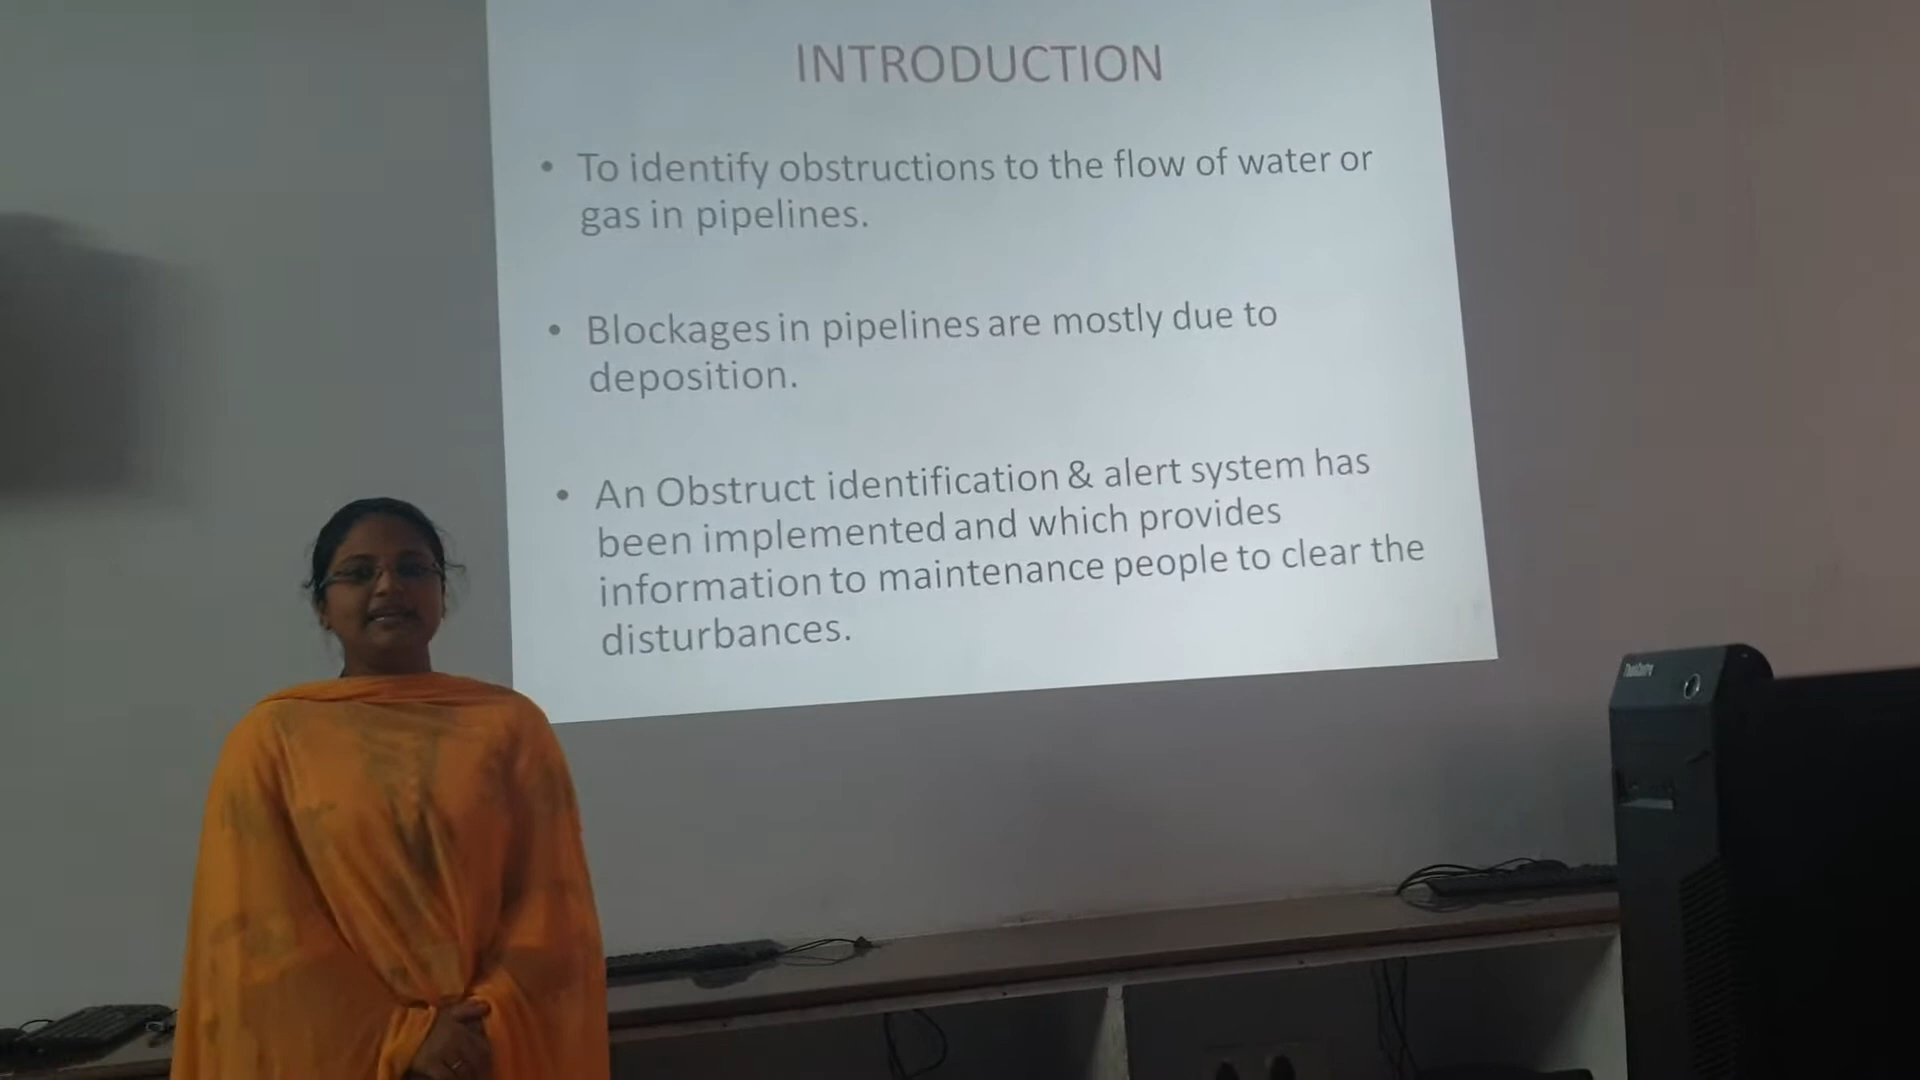 INTRODUCTION
• To identify obstructions to the flow of water or
gas in pipelines.
• Blockages in pipelines are mostly due to
deposition.
• An Obstruct identification & alert system has
been implemented and which provides
information to maintenance people to clear the
disturbances.
ThinkCentre